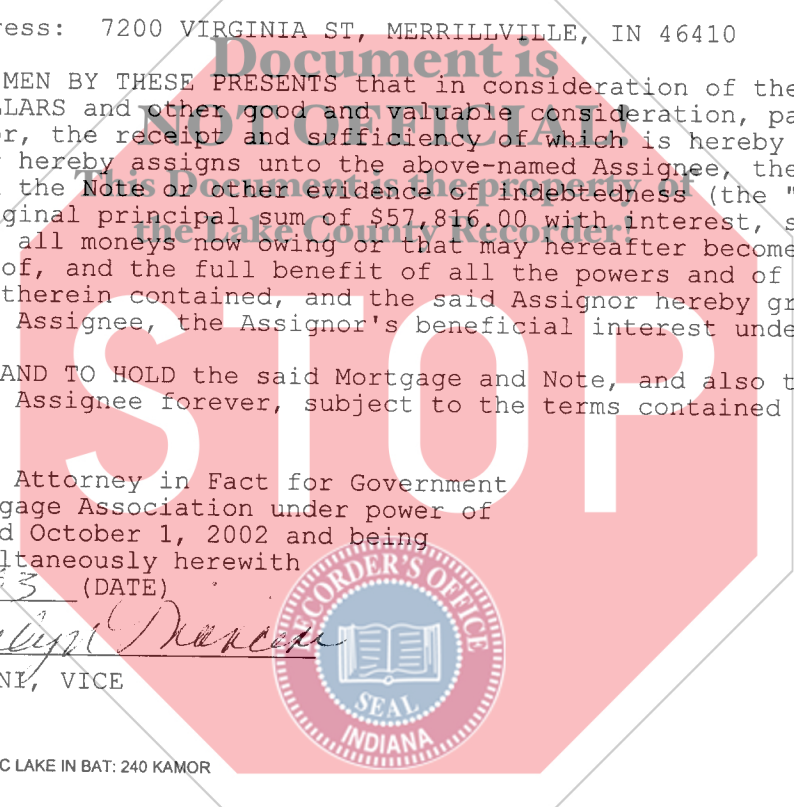 ress: 7200 VIRGINIA ST, MERRILLVILLE, IN 46410
Document is
MEN BY THESE PRESENTS that in consideration of the
NOT OFFICIAL!
LARS and other good and valuable consideration, pa
or, the receipt and sufficiency of which is hereby
hereby assigns unto the above-named Assignee, the
This Document is the property of
the Note or other evidence of indebtedness (the "
ginal principal sum of $57,816.00 with interest, s
the Lake County Recorder!
all moneys now owing or that may hereafter become
of, and the full benefit of all the powers and of
therein contained, and the said Assignor hereby gr
Assignee, the Assignor's beneficial interest unde
STOP
AND TO HOLD the said Mortgage and Note, and also t
Assignee forever, subject to the terms contained
Attorney in Fact for Government
gage Association under power of
d October 1, 2002 and being
ltaneously herewith
3 (DATE)
NI, VICE
RECORDER'S OFFICE
SEAL
INDIANA
C LAKE IN BAT: 240 KAMOR